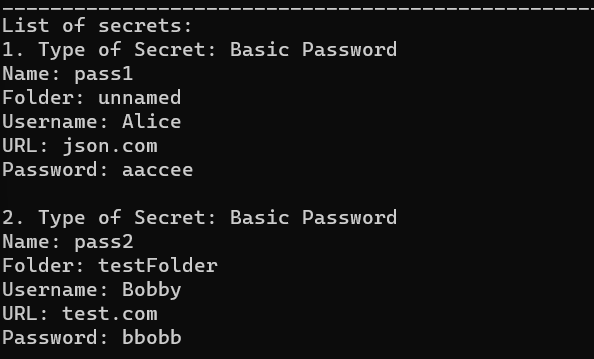 List of secrets:
1. Type of Secret: Basic Password
Name: pass1
Folder: unnamed
Username: Alice
URL: json.com
Password: aaccee

2. Type of Secret: Basic Password
Name: pass2
Folder: testFolder
Username: Bobby
URL: test.com
Password: bbobb